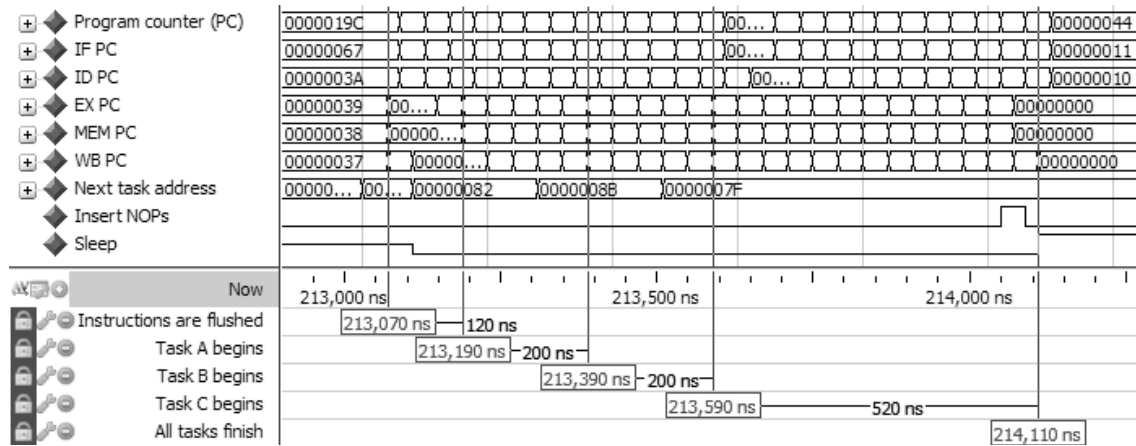 Program counter (PC) 0000019C 00... 00000044
IF PC 00000067 00... 00000011
ID PC 0000003A 00... 00000010
EX PC 00000039 00... 00000000
MEM PC 00000038 00000... 00000000
WB PC 00000037 00000... 00000000
Next task address 00000... 00... 00000082 0000008B 0000007F
Insert NOPs
Sleep
Now 213,000 ns 213,500 ns 214,000 ns
Instructions are flushed 213,070 ns 120 ns
Task A begins 213,190 ns 200 ns
Task B begins 213,390 ns 200 ns
Task C begins 213,590 ns 520 ns
All tasks finish 214,110 ns